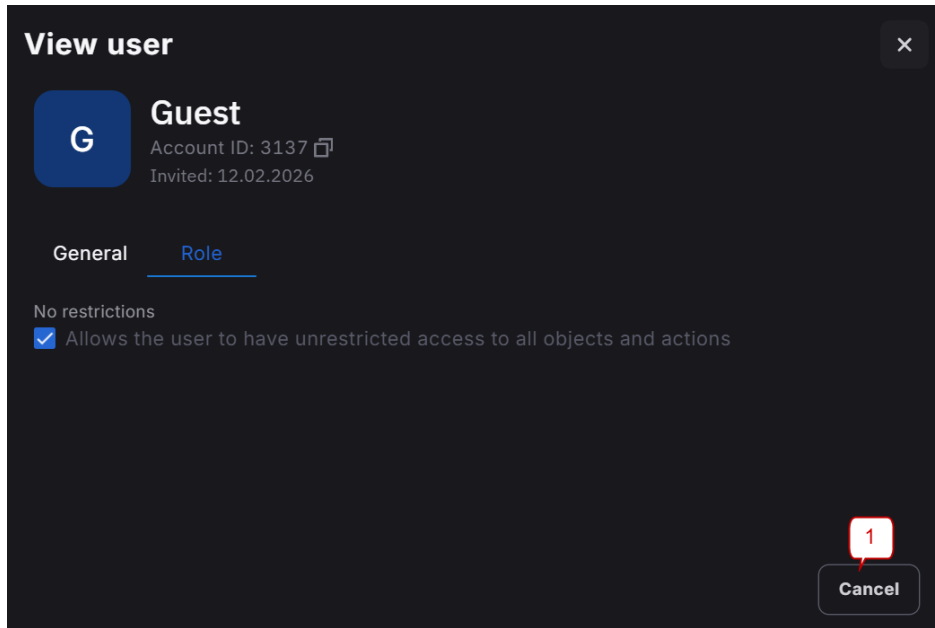 View user
G
Guest
Account ID: 3137
Invited: 12.02.2026
General Role
No restrictions
Allows the user to have unrestricted access to all objects and actions
1
Cancel